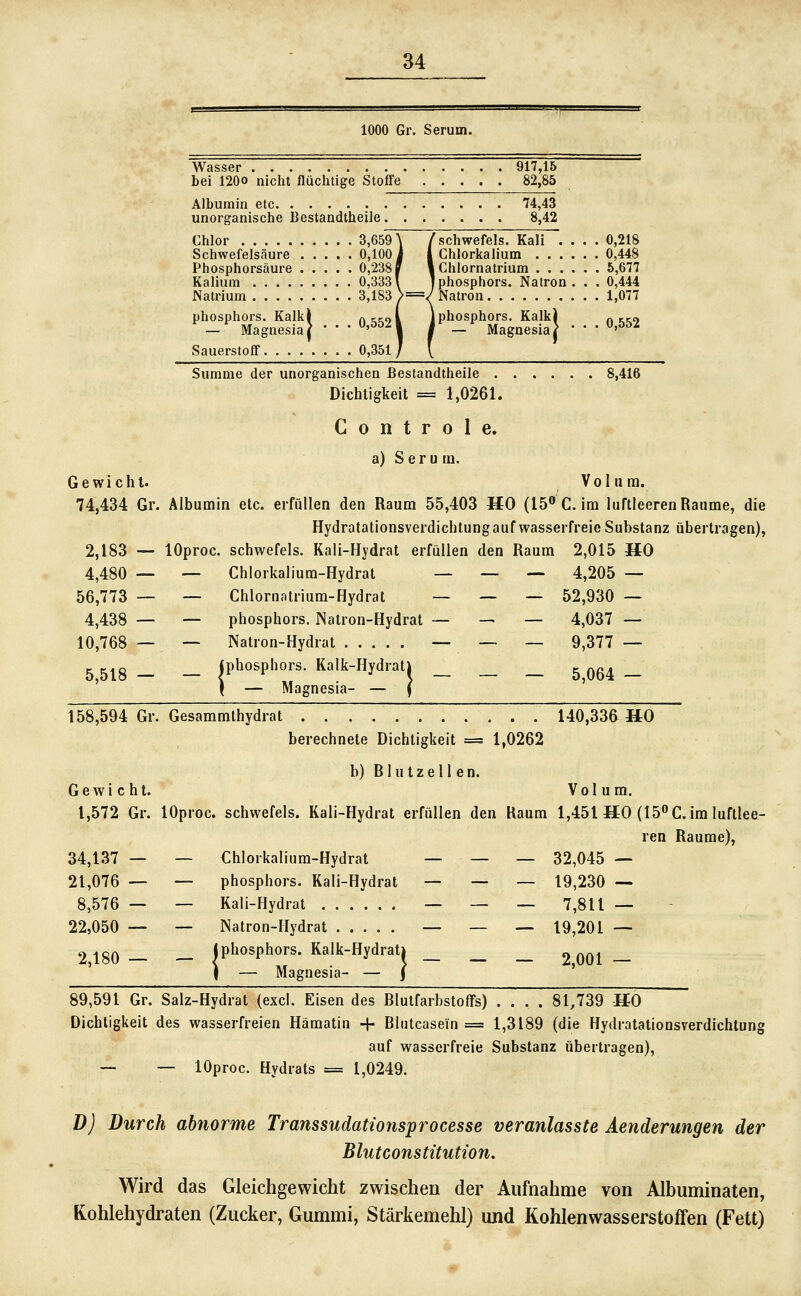 34
1000 Gr. Serum.
Wasser . . . . . . . . . . . . . . 917,15
bei 120o nicht flüchtige Stoffe . . . . . 82,85
Albumin etc. . . . . . . . . . . . . 74,43
unorganische Bestandtheile. . . . . . . 8,42
Chlor . . . . . . . . . . 3,659 schwefels. Kali . . . . 0,218
Schwefelsäure . . . . . 0,100 Chlorkalium . . . . . . 0,448
Phosphorsäure . . . . . 0,238 Chlornatrium . . . . . . 5,677
Kalium . . . . . . . . . 0,333 phosphors. Natron . . . 0,444
Natrium . . . . . . . . . 3,183 = Natron. . . . . . . . . . 1,077
phosphors. Kalk } . . . 0,552 phosphors. Kalk } . . . 0,552
— Magnesia — Magnesia
Sauerstoff. . . . . . . . 0,351
Summe der unorganischen Bestandtheile . . . . . . 8,416
Dichtigkeit = 1,0261.
Controle.
a) Serum.
Gewicht. Volum.
74,434 Gr. Albumin etc. erfüllen den Raum 55,403 HO (15° C. im luftleeren Raume, die
Hydratationsverdichtung auf wasserfreie Substanz übertragen),
2,183 — 10proc. schwefels. Kali-Hydrat erfüllen den Raum 2,015 HO
4,480 — — Chlorkalium-Hydrat — — — 4,205 —
56,773 — — Chlornatrium-Hydrat — — — 52,930 —
4,438 — — phosphors. Natron-Hydrat — — — 4,037 —
10,768 — — Natron-Hydrat . . . . . — — — 9,377 —
5,518 — — {phosphors. Kalk-Hydrat} — — — 5,064 —
— Magnesia- —
158,594 Gr. Gesammthydrat . . . . . . . . . . . 140,336 HO
berechnete Dichtigkeit = 1,0262
b) Blutzellen.
Gewicht. Volum.
1,572 Gr. 10proc. schwefels. Kali-Hydrat erfüllen den Raum 1,451 HO (15° C. im luftlee-
ren Raume),
34,137 — — Chlorkalium-Hydrat — — — 32,045 —
21,076 — — phosphors. Kali-Hydrat — — — 19,230 —
8,576 — — Kali-Hydrat . . . . . . — — — 7,811 —
22,050 — — Natron-Hydrat . . . . . — — — 19,201 —
2,180 — — {phosphors. Kalk-Hydrat} — — — 2,001 —
— Magnesia- —
89,591 Gr. Salz-Hydrat (excl. Eisen des Blutfarbstoffs) . . . . 81,739 HO
Dichtigkeit des wasserfreien Hämatin + Blutcaseïn = 1,3189 (die Hydratationsverdichtung
auf wasserfreie Substanz übertragen),
— — 10proc. Hydrats = 1,0249.
D) Durch abnorme Transsudationsprocesse veranlasste Aenderungen der
Blutconstitution.
Wird das Gleichgewicht zwischen der Aufnahme von Albuminaten,
Kohlehydraten (Zucker, Gummi, Stärkemehl) und Kohlenwasserstoffen (Fett)